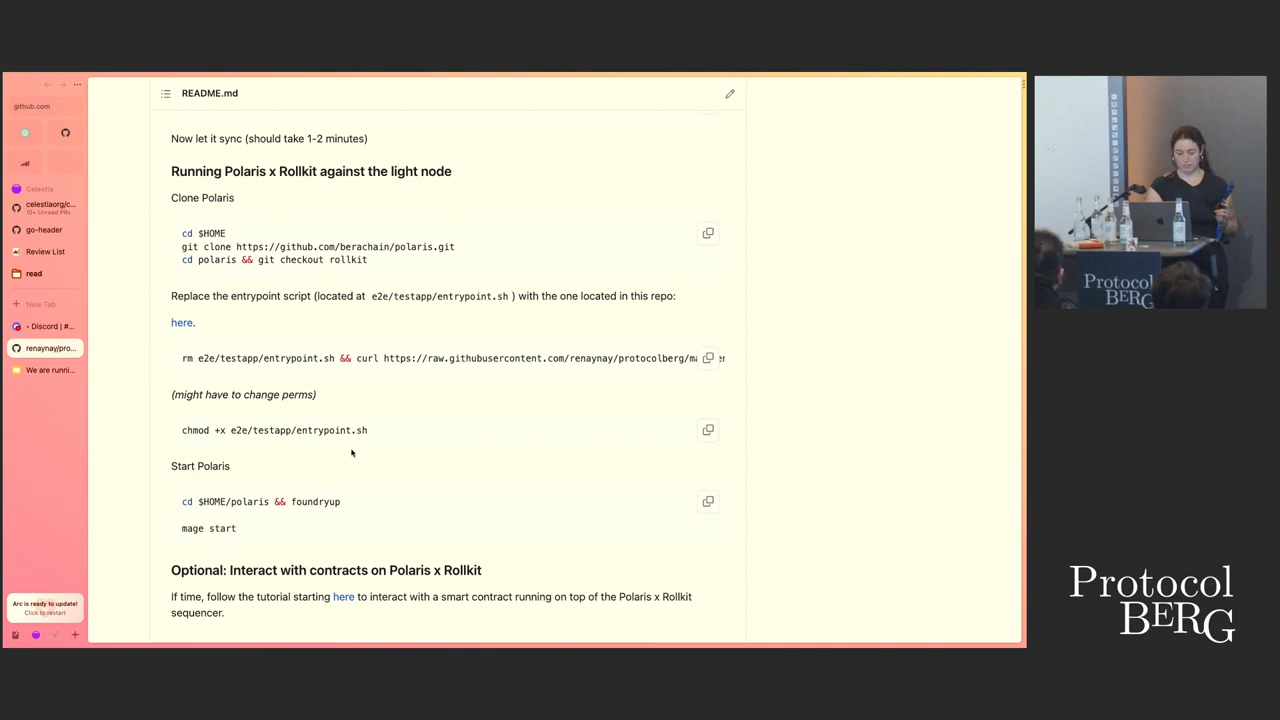 github.com
Celestia
celestiaorg/c...
10+ Unread PRs
go-header
Review List
read
New Tab
• Discord | #...
renaynay/pro...
We are runni...
Arc is ready to update!
Click to restart
README.md
Now let it sync (should take 1-2 minutes)
Running Polaris x Rollkit against the light node
Clone Polaris
cd $HOME
git clone https://github.com/berachain/polaris.git
cd polaris && git checkout rollkit
Replace the entrypoint script (located at e2e/testapp/entrypoint.sh ) with the one located in this repo:
here.
rm e2e/testapp/entrypoint.sh && curl https://raw.githubusercontent.com/renaynay/protocolberg/ma
(might have to change perms)
chmod +x e2e/testapp/entrypoint.sh
Start Polaris
cd $HOME/polaris && foundryup
mage start
Optional: Interact with contracts on Polaris x Rollkit
If time, follow the tutorial starting here to interact with a smart contract running on top of the Polaris x Rollkit
sequencer.
Protocol
BERG
Protocol
BERG